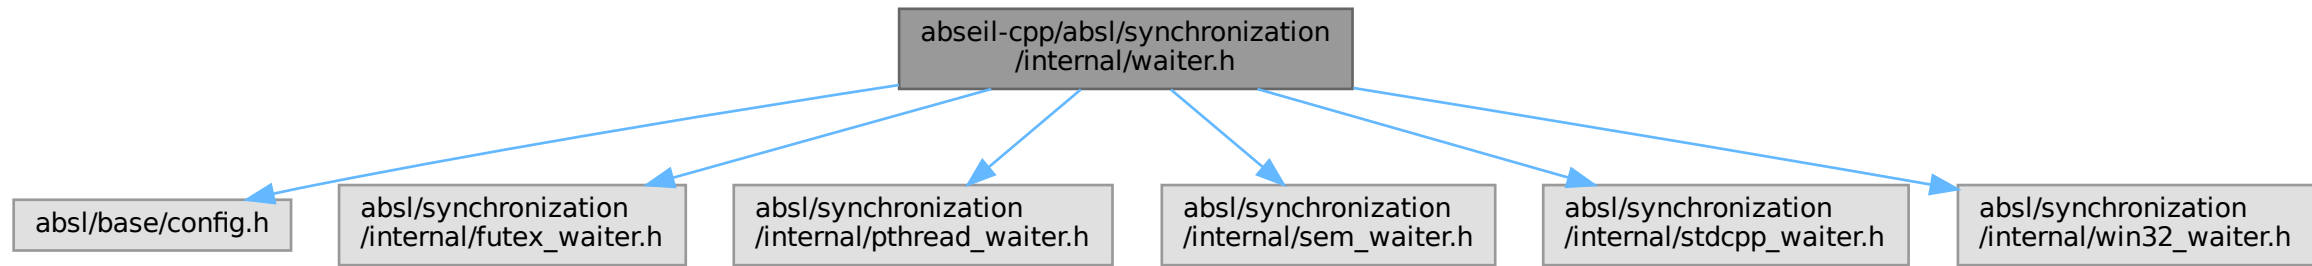 abseil-cpp/absl/synchronization
/internal/waiter.h
absl/base/config.h
absl/synchronization
/internal/futex_waiter.h
absl/synchronization
/internal/pthread_waiter.h
absl/synchronization
/internal/sem_waiter.h
absl/synchronization
/internal/stdcpp_waiter.h
absl/synchronization
/internal/win32_waiter.h